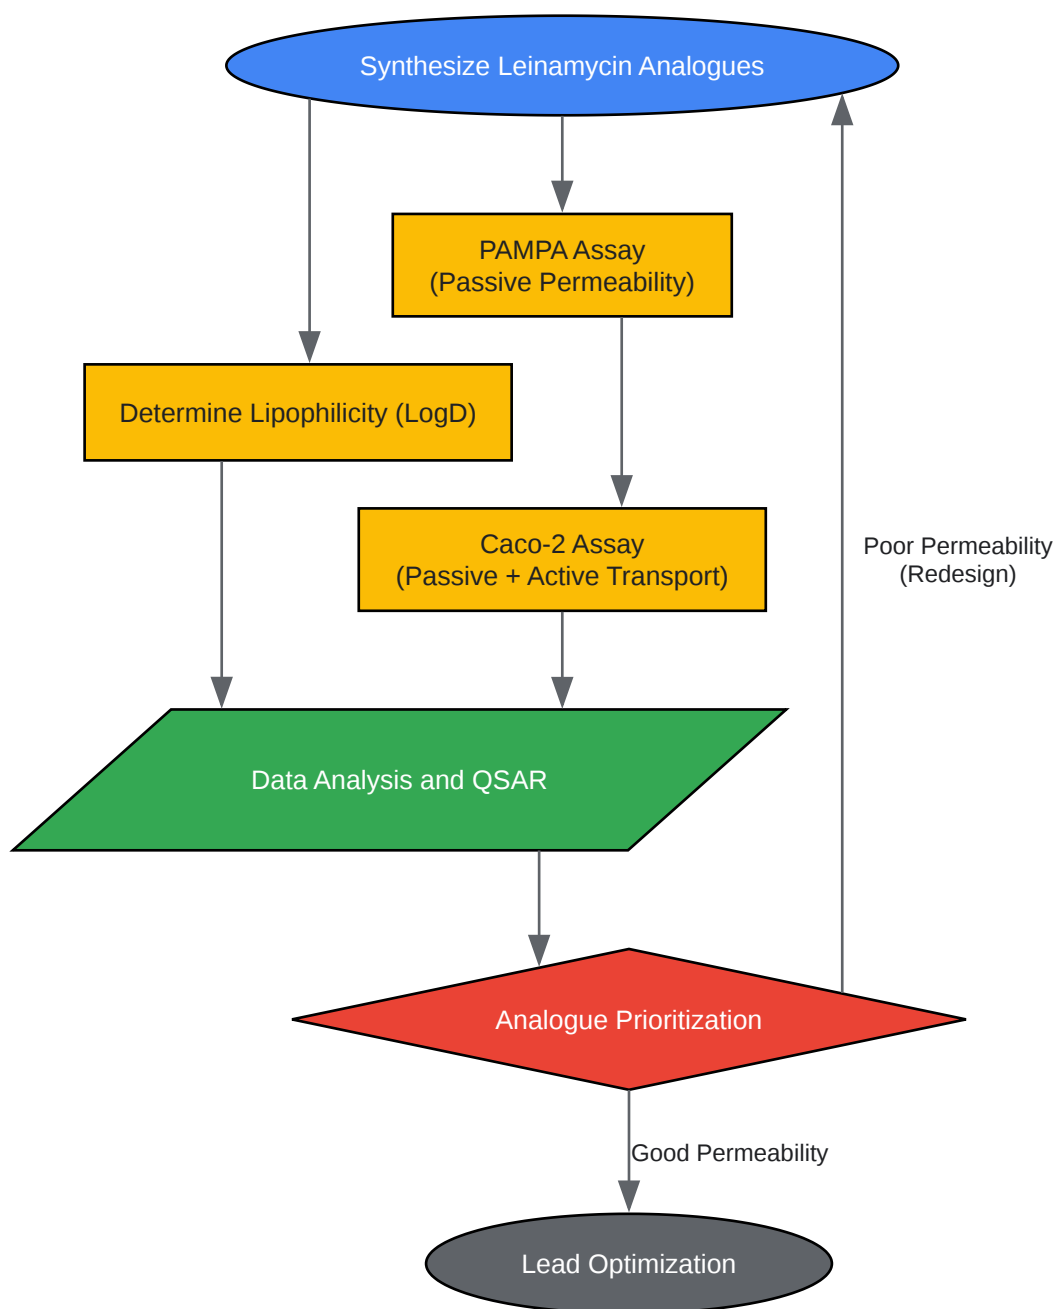 Synthesize Leinamycin Analogues
PAMPA Assay
(Passive Permeability)
Determine Lipophilicity (LogD)
Caco-2 Assay
(Passive + Active Transport)
Poor Permeability
(Redesign)
Data Analysis and QSAR
Analogue Prioritization
Good Permeability
Lead Optimization